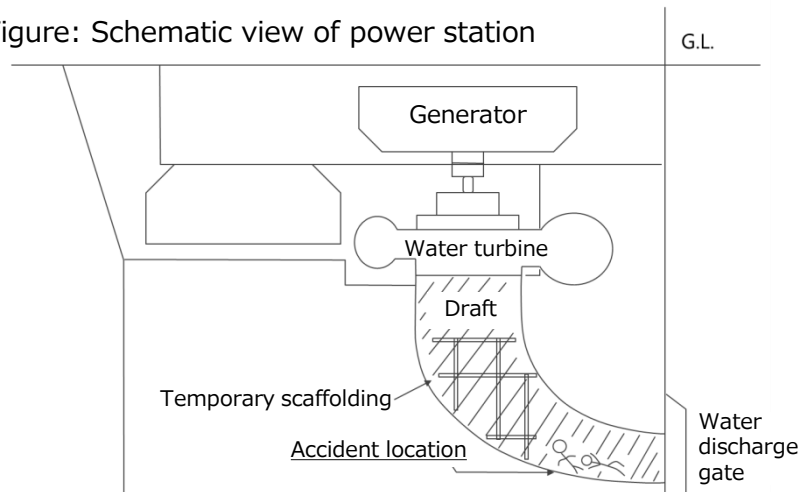 igure: Schematic view of power station
G.L.
Generator
Water turbine
Draft
Temporary scaffolding
Accident location
Water
discharge
gate